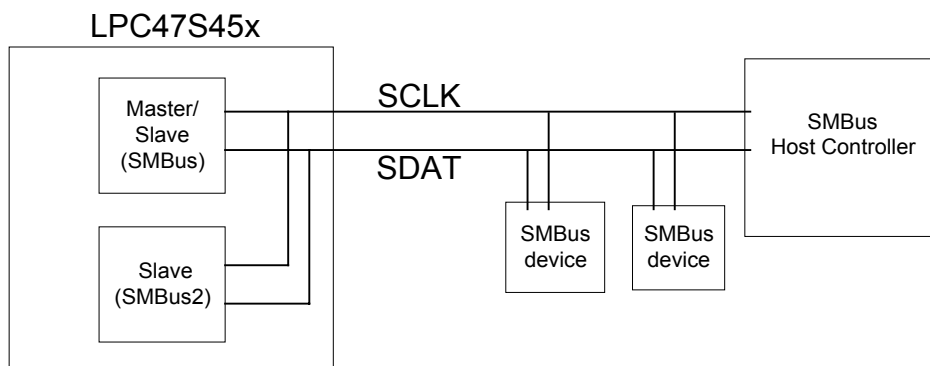 LPC47S45x
Master/
Slave
(SMBus)
SCLK
SDAT
SMBus
Host Controller
Slave
(SMBus2)
SMBus
device
SMBus
device